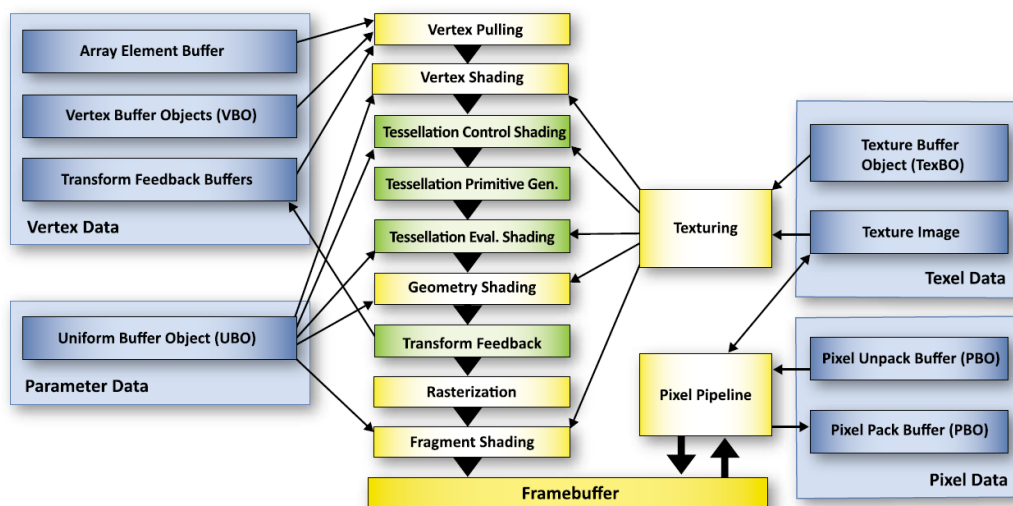 Array Element Buffer
Vertex Buffer Objects (VBO)
Transform Feedback Buffers
Vertex Data
Uniform Buffer Object (UBO)
Parameter Data
Vertex Pulling
Vertex Shading
Tessellation Control Shading
Tessellation Primitive Gen.
Tessellation Eval. Shading
Geometry Shading
Transform Feedback
Rasterization
Fragment Shading
Framebuffer
Texturing
Pixel Pipeline
Texture Buffer
Object (TexBO)
Texture Image
Texel Data
Pixel Unpack Buffer (PBO)
Pixel Pack Buffer (PBO)
Pixel Data